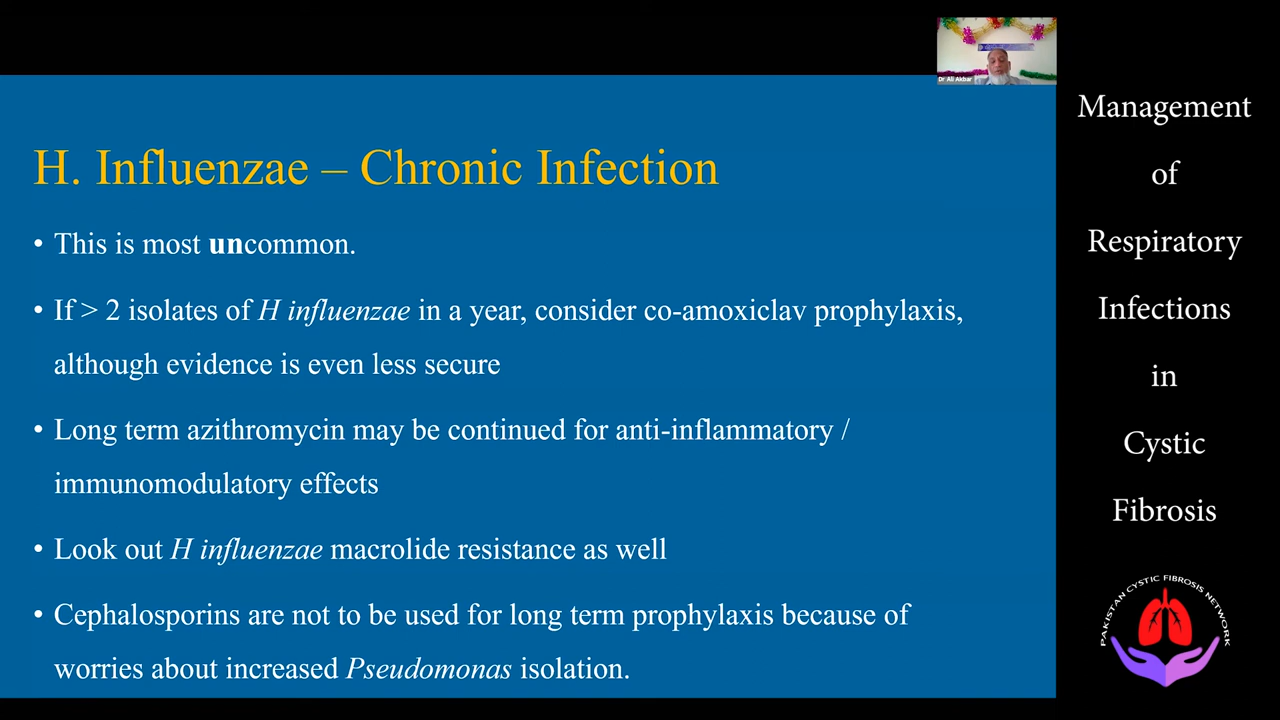 Dr Ali Akbar
H. Influenzae – Chronic Infection
• This is most uncommon.
• If > 2 isolates of H influenzae in a year, consider co-amoxiclav prophylaxis,
although evidence is even less secure
• Long term azithromycin may be continued for anti-inflammatory /
immunomodulatory effects
• Look out H influenzae macrolide resistance as well
• Cephalosporins are not to be used for long term prophylaxis because of
worries about increased Pseudomonas isolation.
Management
of
Respiratory
Infections
in
Cystic
Fibrosis
PAKISTAN CYSTIC FIBROSIS NETWORK